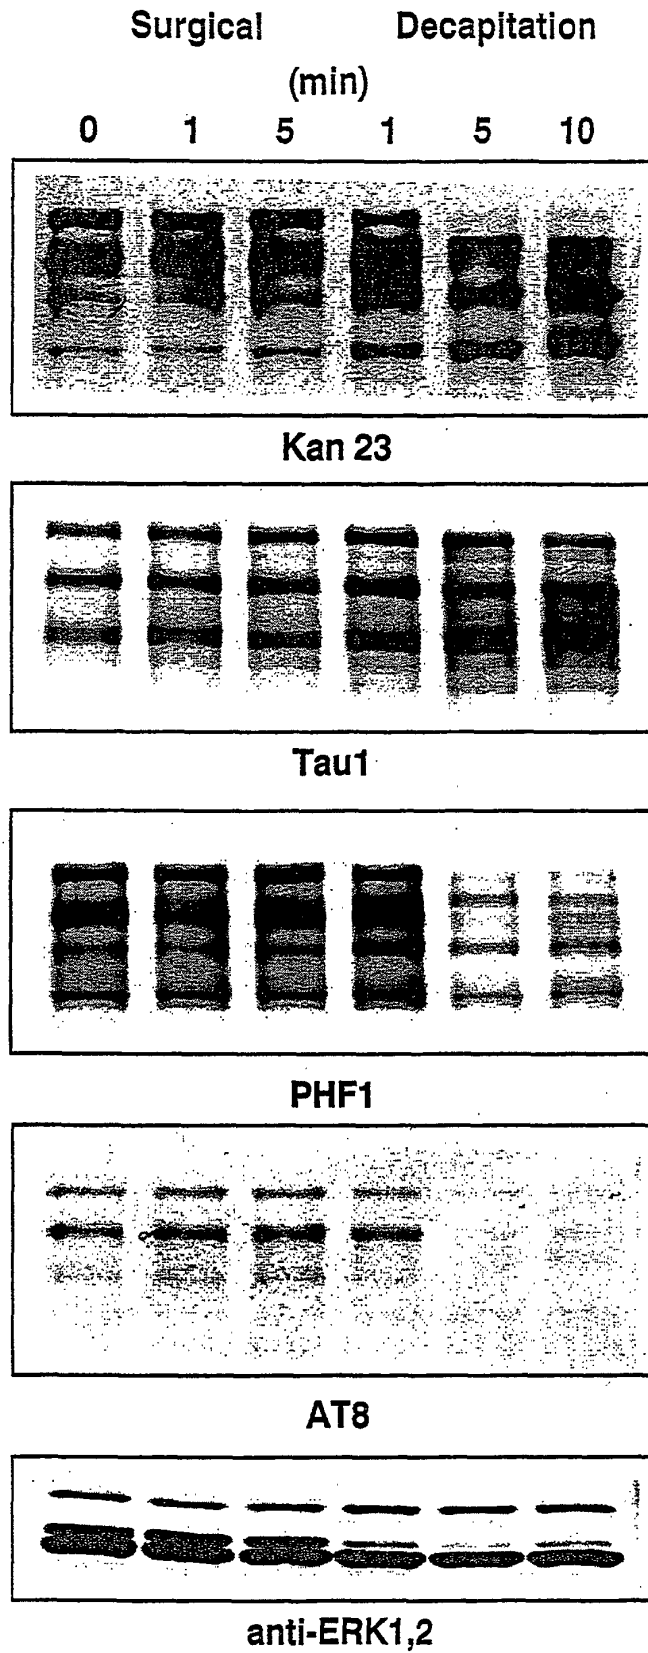 Surgical Decapitation
(min)
0 1 5 1 5 10
Kan 23
Tau1
PHF1
AT8
anti-ERK1,2